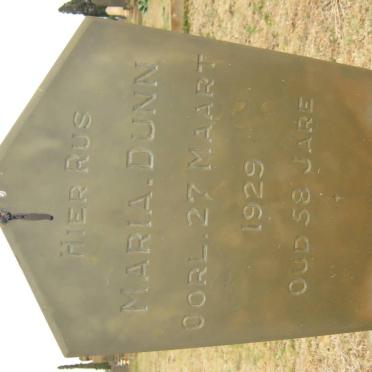 HIER RUS
MARIA. DUNN
OORL. 27 MAART
1929
OUD 58 JARE